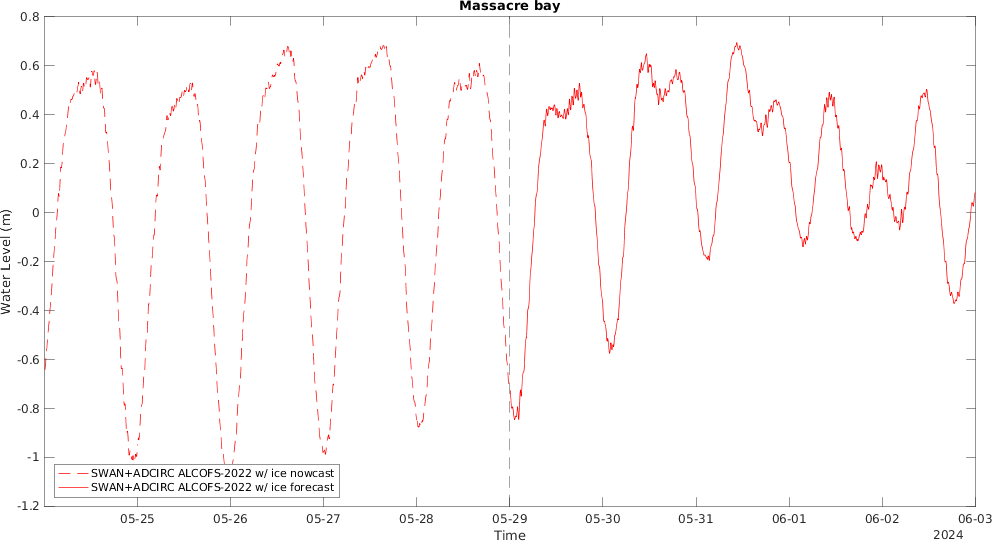 Massacre bay
Water Level (m)
0.8
0.6
0.4
0.2
0
-0.2
-0.4
-0.6
-0.8
-1
-1.2
SWAN+ADCIRC ALCOFS-2022 w/ ice nowcast
SWAN+ADCIRC ALCOFS-2022 w/ ice forecast
05-25 05-26 05-27 05-28 05-29 05-30 05-31 06-01 06-02 06-03
Time
2024